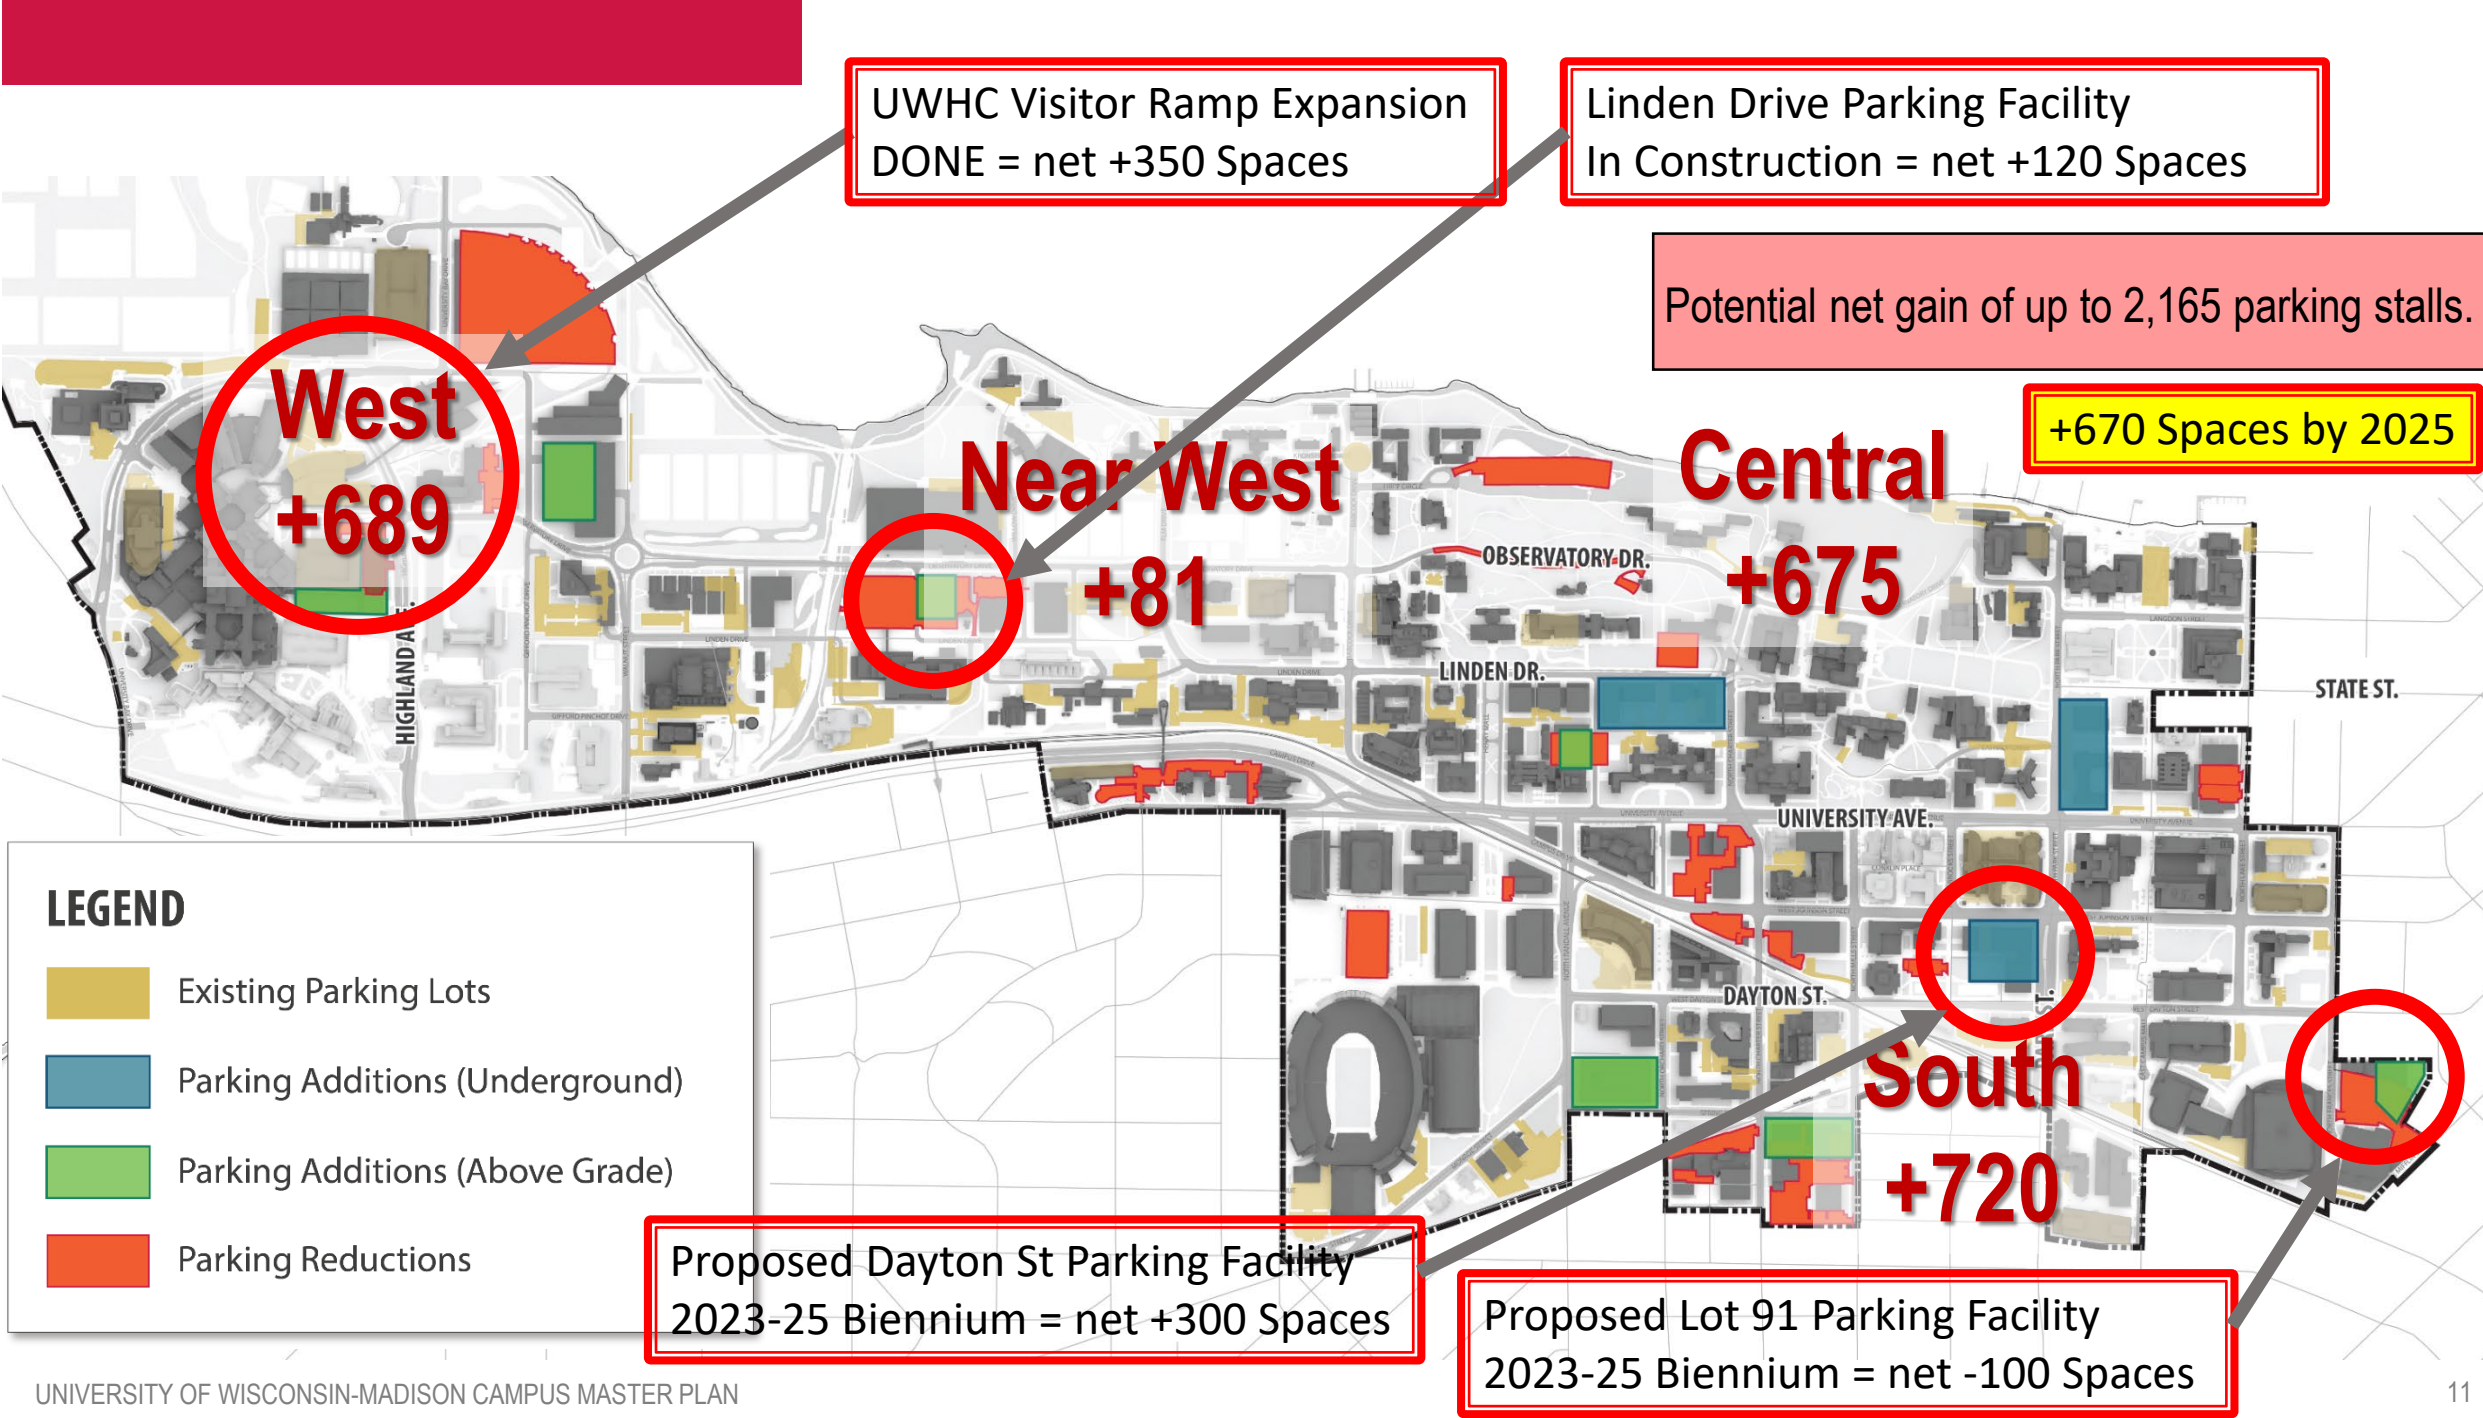 UWHC Visitor Ramp Expansion
DONE = net +350 Spaces
Linden Drive Parking Facility
In Construction = net +120 Spaces
Potential net gain of up to 2,165 parking stalls.
+670 Spaces by 2025
West
+689
Near West
+81
Central
+675
OBSERVATORY DR.
LINDEN DR.
STATE ST.
HIGHLAND AVE.
UNIVERSITY AVE.
DAYTON ST.
ST.
South
+720
LEGEND
Existing Parking Lots
Parking Additions (Underground)
Parking Additions (Above Grade)
Parking Reductions
Proposed Dayton St Parking Facility
2023-25 Biennium = net +300 Spaces
Proposed Lot 91 Parking Facility
2023-25 Biennium = net -100 Spaces
UNIVERSITY OF WISCONSIN-MADISON CAMPUS MASTER PLAN
11